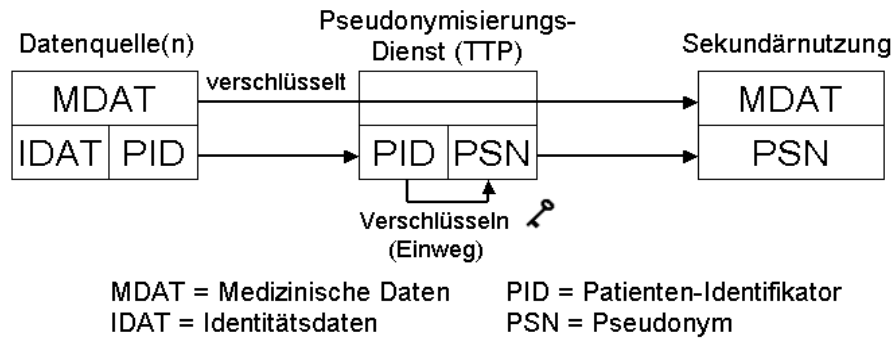 Datenquelle(n)
Pseudonymisierungs-
Dienst (TTP)
Sekundärnutzung
MDAT
verschlüsselt
MDAT
IDAT PID
PID PSN
PSN
Verschlüsseln
(Einweg)
MDAT = Medizinische Daten
PID = Patienten-Identifikator
IDAT = Identitätsdaten
PSN = Pseudonym